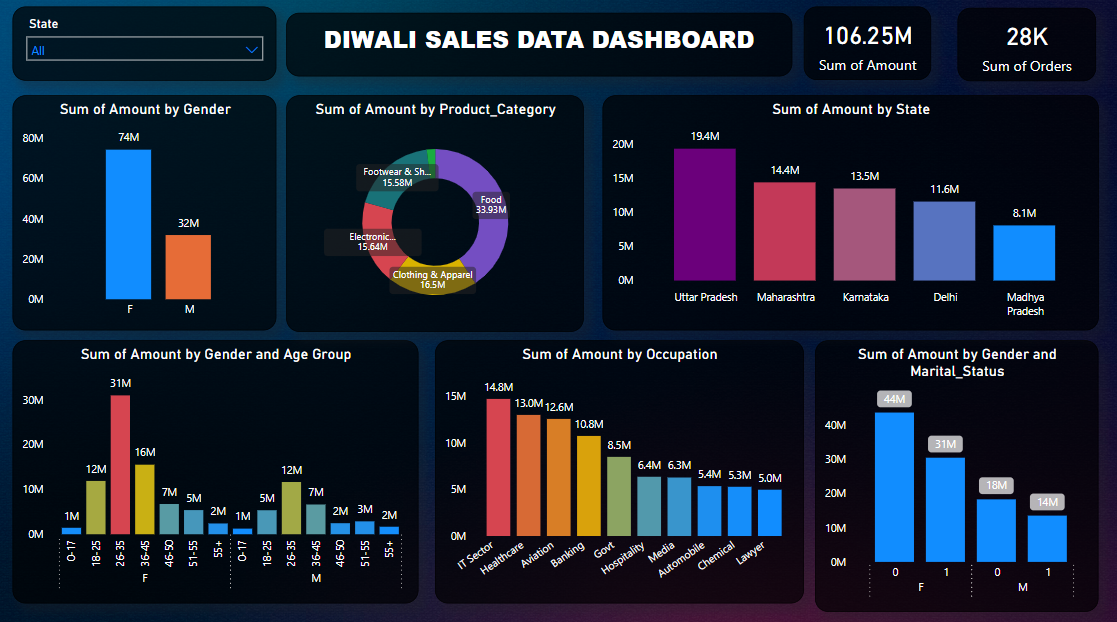 State
All
DIWALI SALES DATA DASHBOARD
106.25M
Sum of Amount
28K
Sum of Orders
Sum of Amount by Gender
80M
60M
40M
20M
0M
74M
32M
F
M
Sum of Amount by Product_Category
Footwear & Sh...
15.58M
Food
33.93M
Electronic...
15.64M
Clothing & Apparel
16.5M
Sum of Amount by State
20M
15M
10M
5M
0M
19.4M
14.4M
13.5M
11.6M
8.1M
Uttar Pradesh
Maharashtra
Karnataka
Delhi
Madhya
Pradesh
Sum of Amount by Gender and Age Group
30M
20M
10M
0M
1M
12M
31M
16M
7M
5M
2M
1M
5M
12M
7M
2M
3M
2M
0-17
18-25
26-35
36-45
46-50
51-55
55+
0-17
18-25
26-35
36-45
46-50
51-55
55+
F
M
Sum of Amount by Occupation
15M
10M
5M
0M
14.8M
13.0M
12.6M
10.8M
8.5M
6.4M
6.3M
5.4M
5.3M
5.0M
IT Sector
Healthcare
Aviation
Banking
Govt
Hospitality
Media
Automobile
Chemical
Lawyer
Sum of Amount by Gender and
Marital_Status
40M
30M
20M
10M
0M
44M
31M
18M
14M
0
1
0
1
F
M